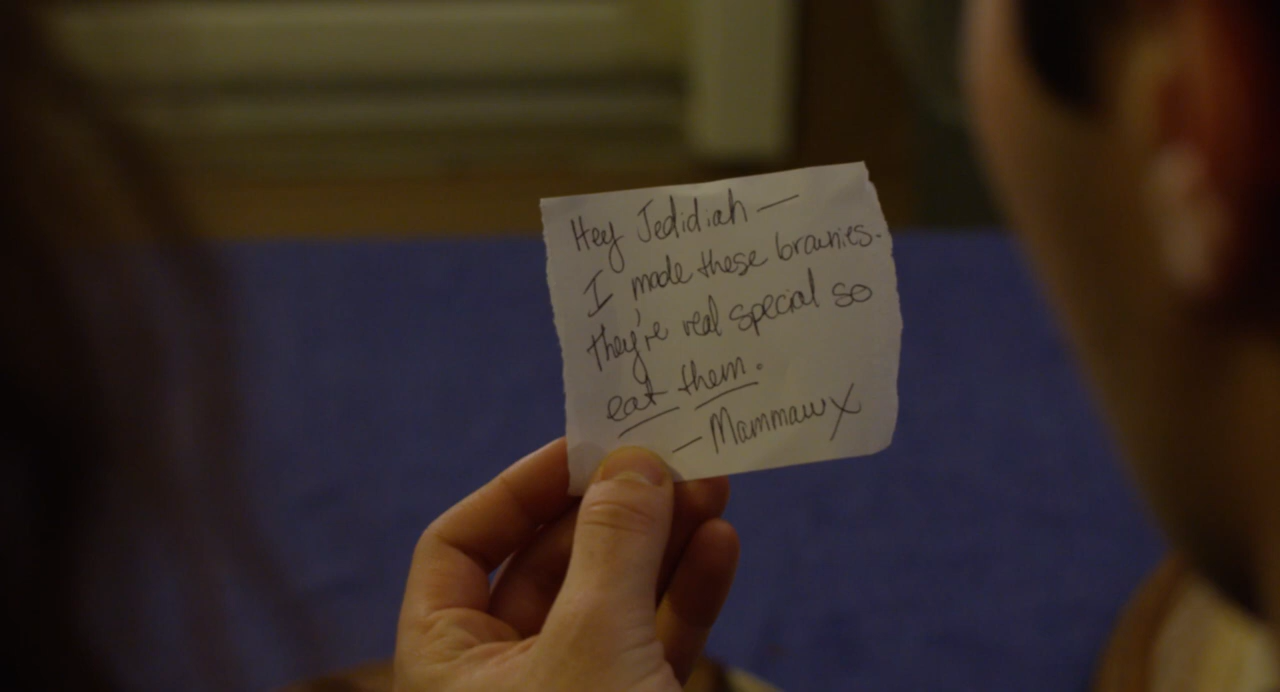 Hey Jedidiah —
I made these brownies.
they're real special so
eat them.
— Mammaw X